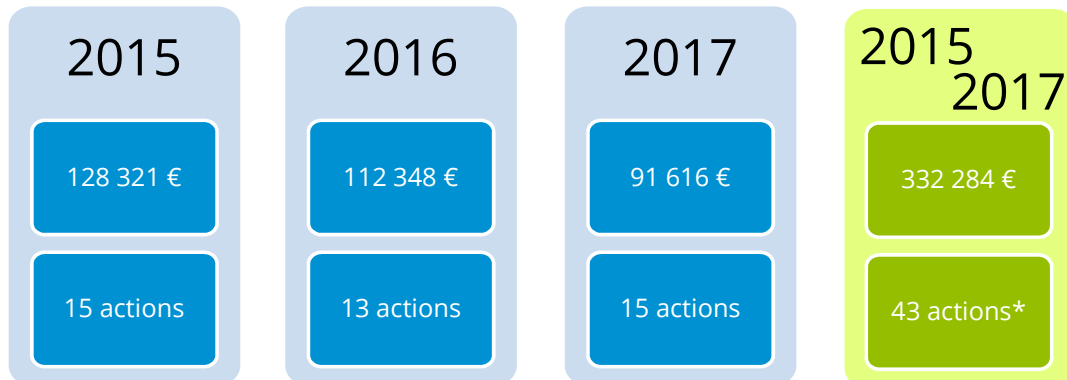 2015
128 321 €
15 actions
2016
112 348 €
13 actions
2017
91 616 €
15 actions
2015
2017
332 284 €
43 actions*